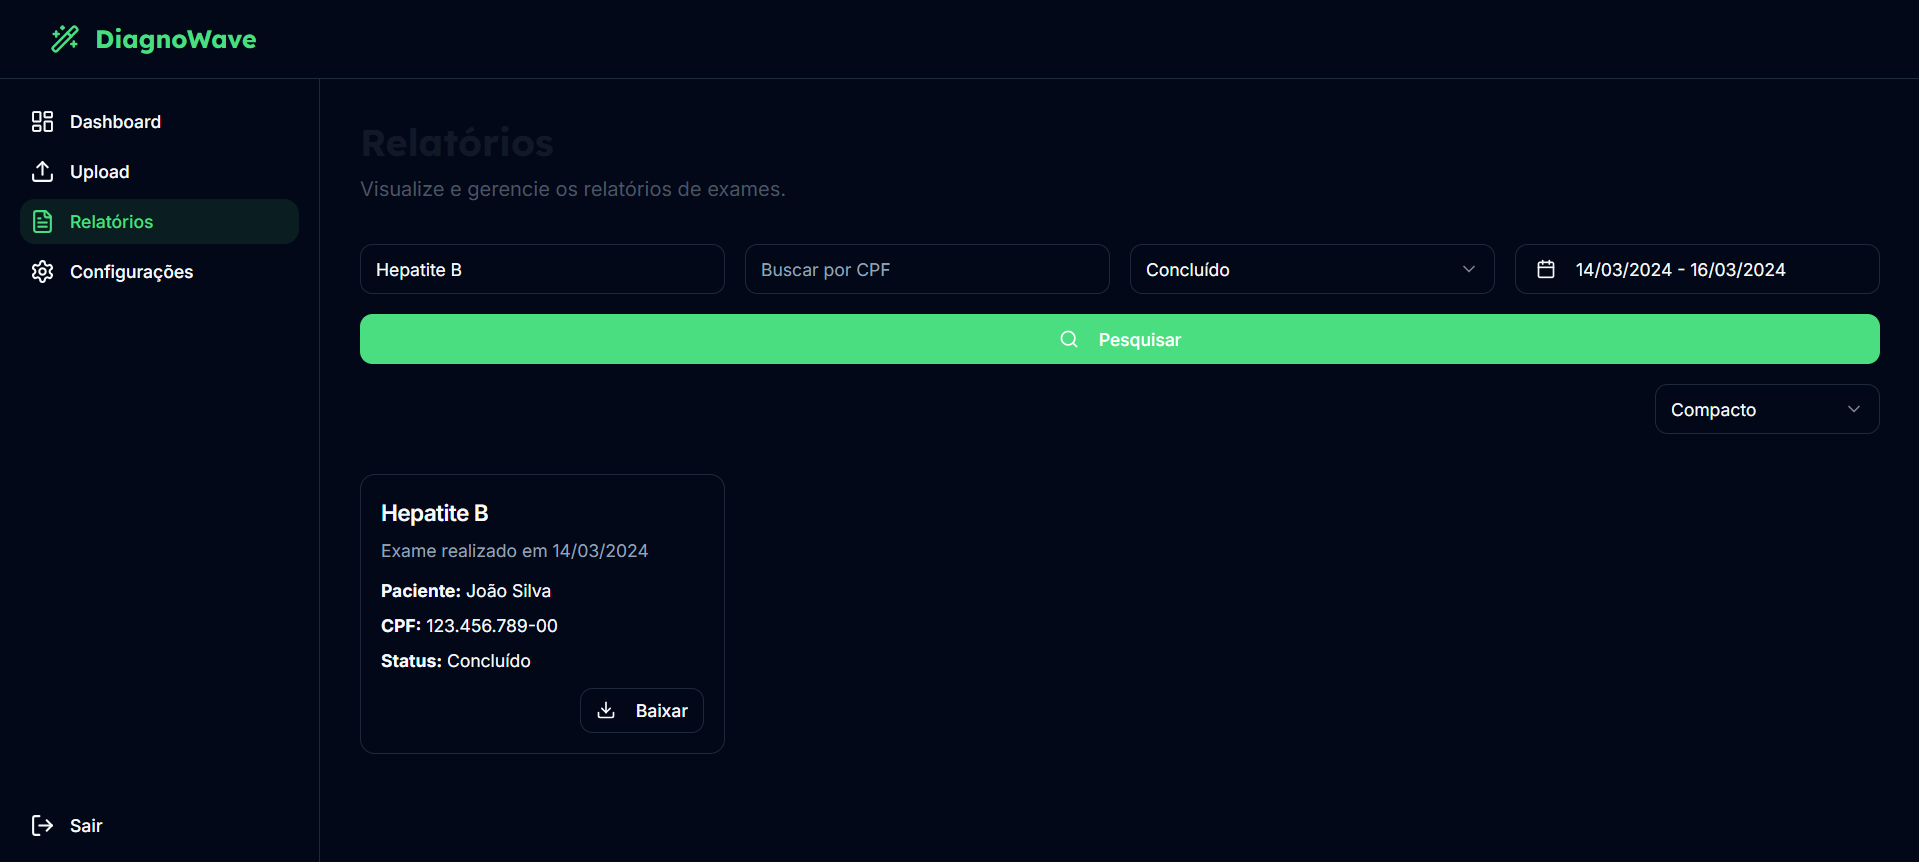 DiagnoWave
Dashboard
Upload
Relatórios
Configurações
Sair
Relatórios
Visualize e gerencie os relatórios de exames.
Hepatite B
Buscar por CPF
Concluído
14/03/2024 - 16/03/2024
Pesquisar
Compacto
Hepatite B
Exame realizado em 14/03/2024
Paciente: João Silva
CPF: 123.456.789-00
Status: Concluído
Baixar